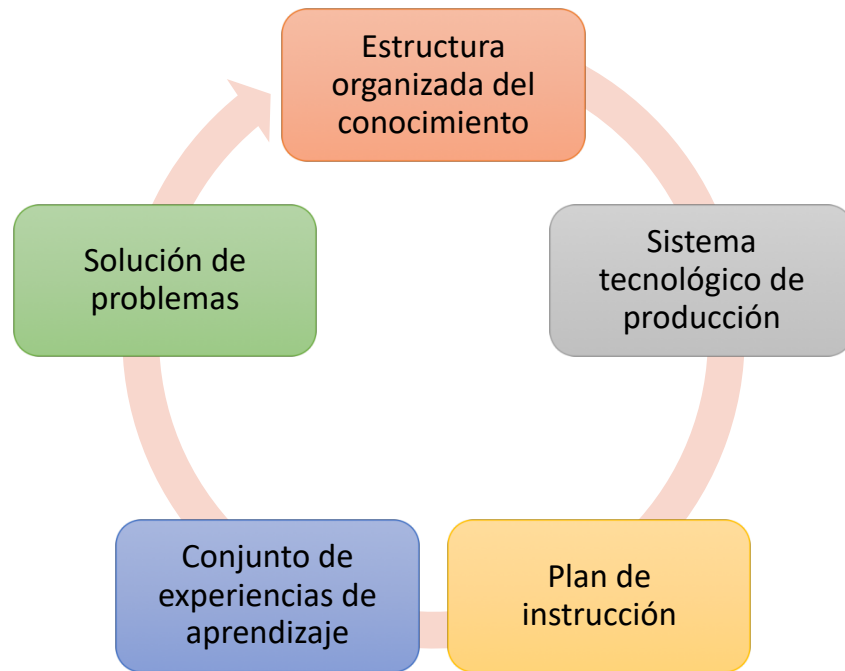 Estructura
organizada del
conocimiento
Sistema
tecnológico de
producción
Plan de
instrucción
Conjunto de
experiencias de
aprendizaje
Solución de
problemas